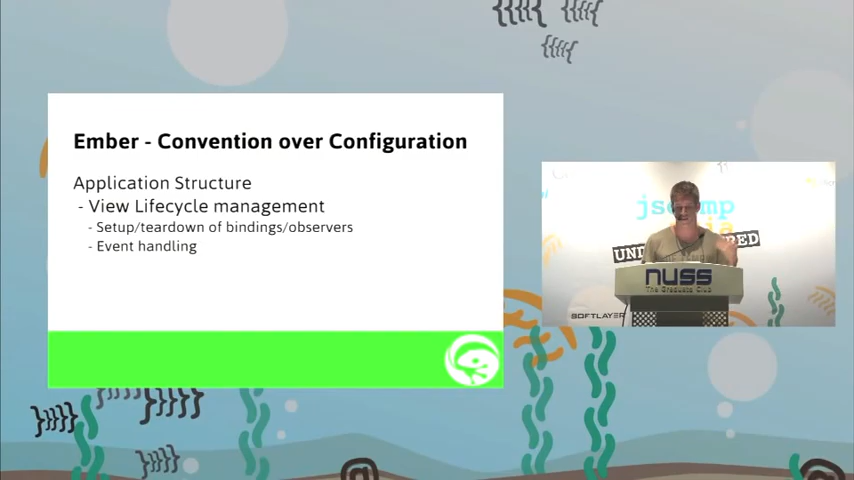 Ember - Convention over Configuration
Application Structure
- View Lifecycle management
- Setup/teardown of bindings/observers
- Event handling
NUSS
The Graduate Club
SOFTLAYER